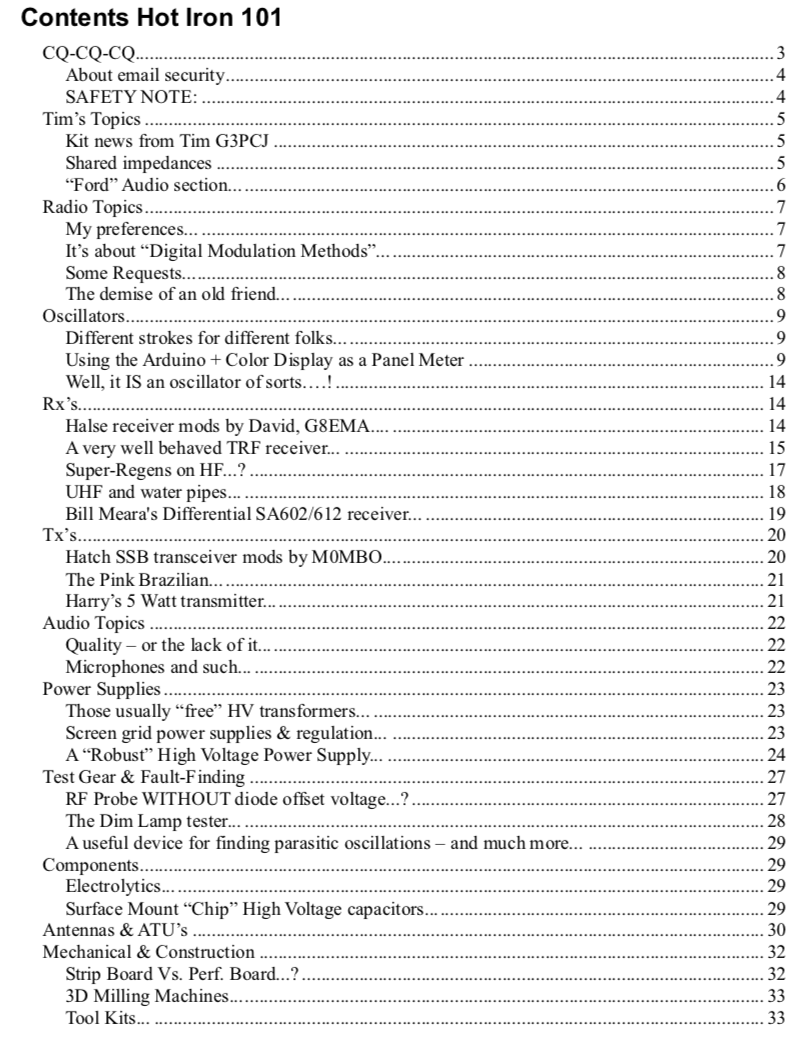 Contents Hot Iron 101
CQ-CQ-CQ.......... 3
About email security.......... 4
SAFETY NOTE: .......... 4
Tim’s Topics .......... 5
Kit news from Tim G3PCJ .......... 5
Shared impedances .......... 5
“Ford” Audio section... .......... 6
Radio Topics.......... 7
My preferences... .......... 7
It’s about “Digital Modulation Methods”... .......... 7
Some Requests... .......... 8
The demise of an old friend... .......... 8
Oscillators.......... 9
Different strokes for different folks... .......... 9
Using the Arduino + Color Display as a Panel Meter .......... 9
Well, it IS an oscillator of sorts….! .......... 14
Rx’s.......... 14
Halse receiver mods by David, G8EMA.... .......... 14
A very well behaved TRF receiver... .......... 15
Super-Regens on HF...? .......... 17
UHF and water pipes... .......... 18
Bill Meara's Differential SA602/612 receiver... .......... 19
Tx’s.......... 20
Hatch SSB transceiver mods by M0MBO.......... 20
The Pink Brazilian... .......... 21
Harry’s 5 Watt transmitter... .......... 21
Audio Topics .......... 22
Quality – or the lack of it... .......... 22
Microphones and such... .......... 22
Power Supplies .......... 23
Those usually “free” HV transformers... .......... 23
Screen grid power supplies & regulation... .......... 23
A “Robust” High Voltage Power Supply... .......... 24
Test Gear & Fault-Finding .......... 27
RF Probe WITHOUT diode offset voltage...? .......... 27
The Dim Lamp tester... .......... 28
A useful device for finding parasitic oscillations – and much more... .......... 29
Components.......... 29
Electrolytics... .......... 29
Surface Mount “Chip” High Voltage capacitors... .......... 29
Antennas & ATU’s .......... 30
Mechanical & Construction .......... 32
Strip Board Vs. Perf. Board...? .......... 32
3D Milling Machines... .......... 33
Tool Kits... .......... 33